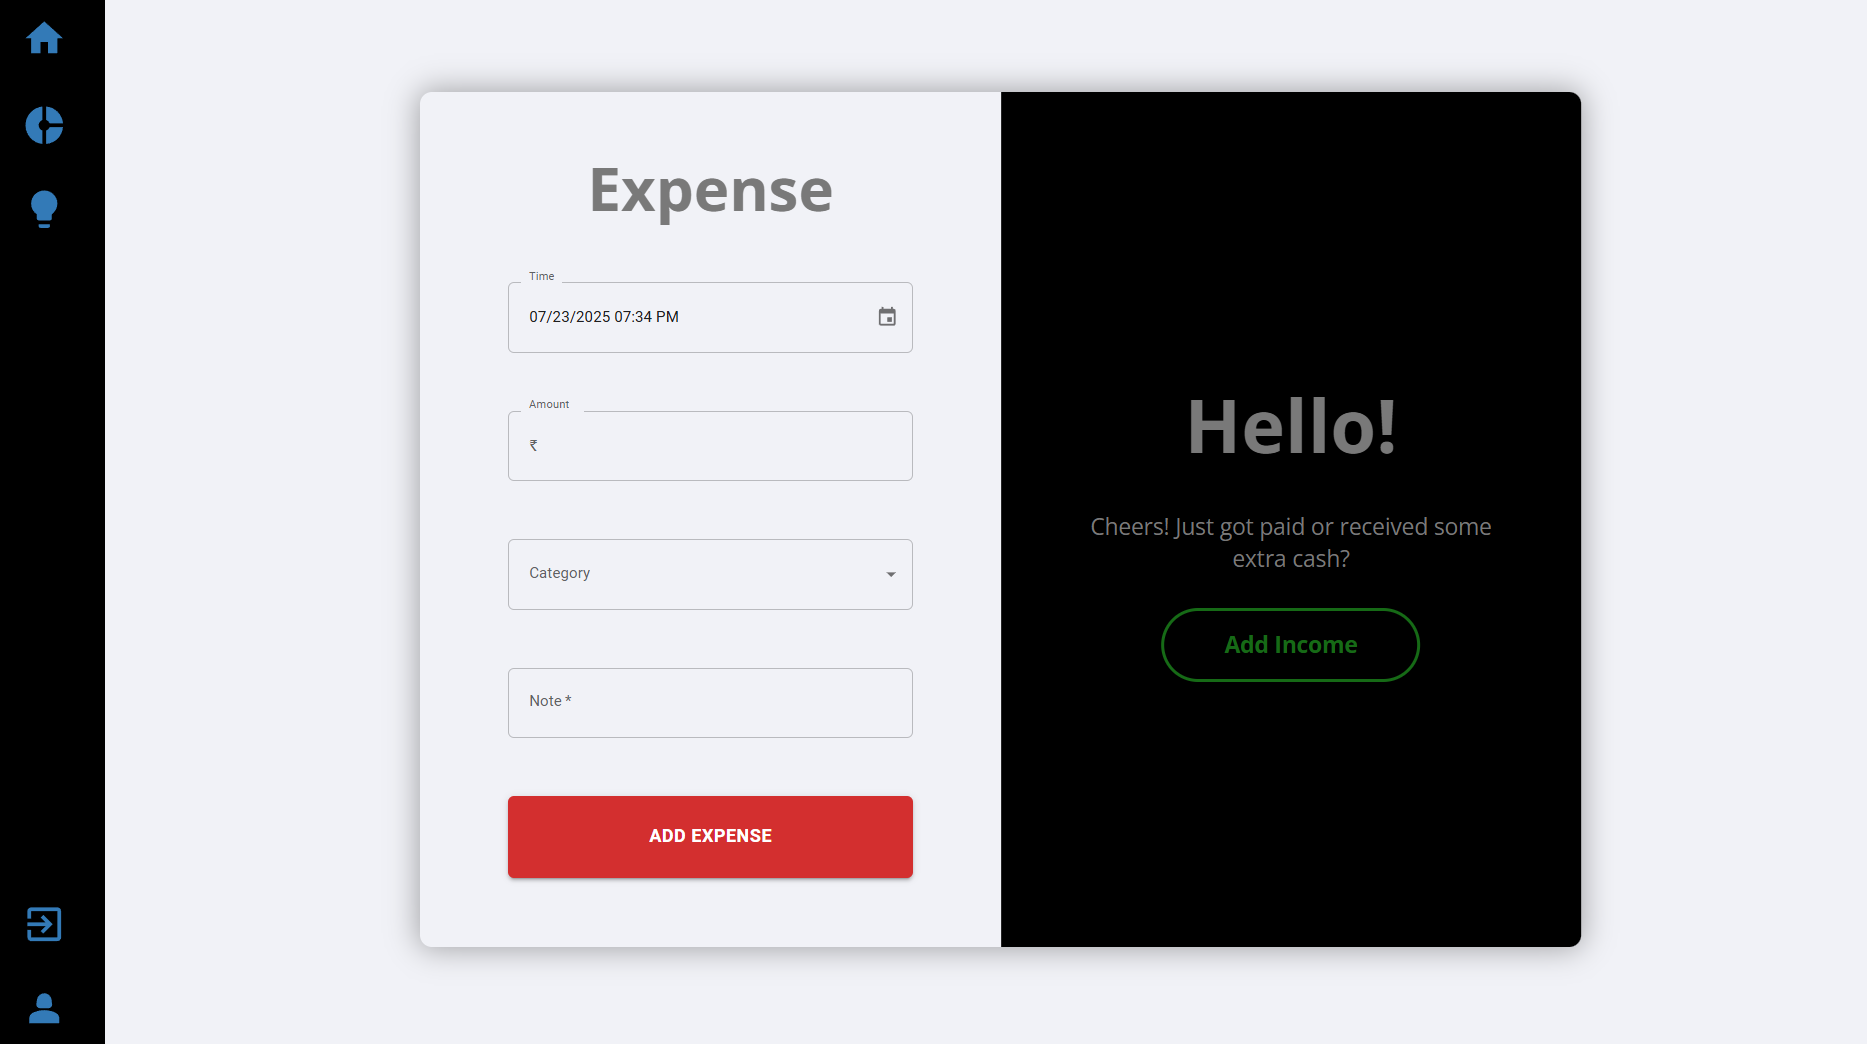 Expense
Time
07/23/2025 07:34 PM
Amount
₹
Category
Note *
ADD EXPENSE
Hello!
Cheers! Just got paid or received some
extra cash?
Add Income